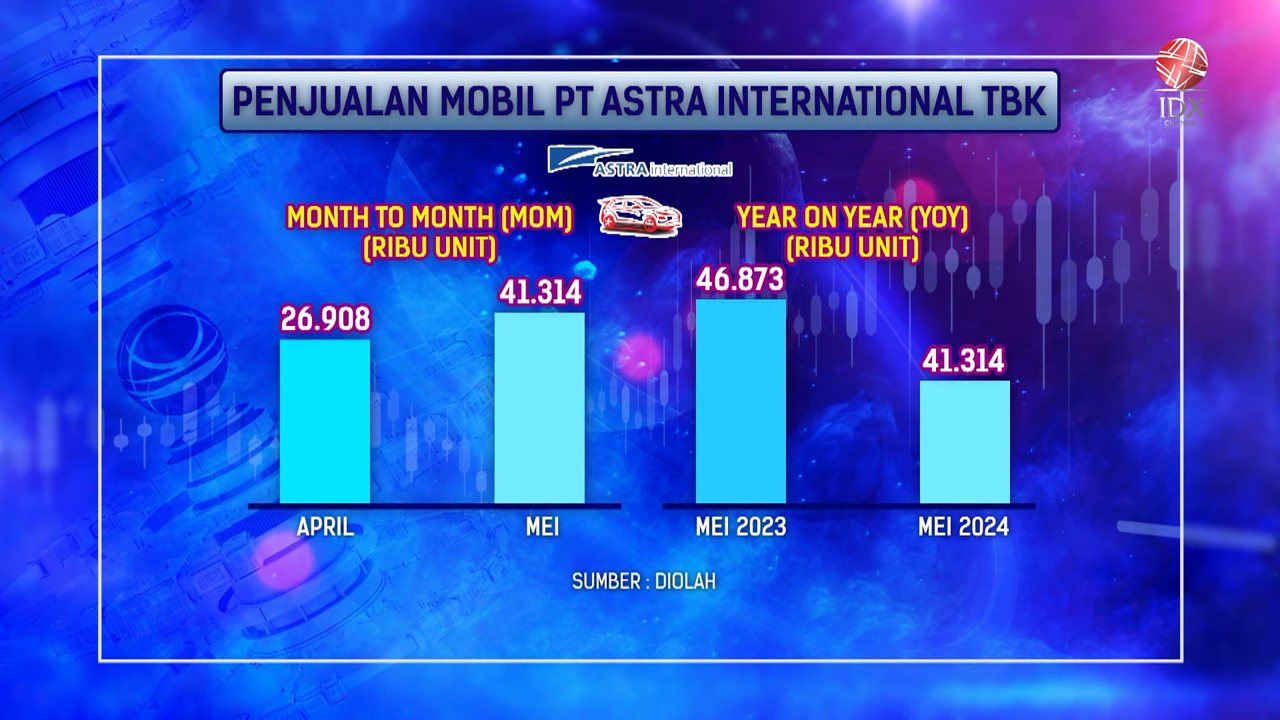 PENJUALAN MOBIL PT ASTRA INTERNATIONAL TBK
IDX
ASTRA international
MONTH TO MONTH (MOM)
(RIBU UNIT)
YEAR ON YEAR (YOY)
(RIBU UNIT)
26.908
41.314
46.873
41.314
APRIL
MEI
MEI 2023
MEI 2024
SUMBER : DIOLAH